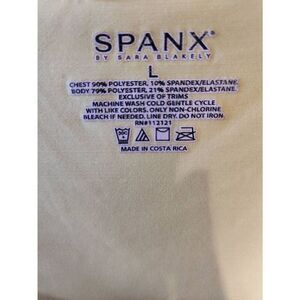 SPANX®
BY SARA BLAKELY
L
CHEST 90% POLYESTER, 10% SPANDEX/ELASTANE.
BODY 79% POLYESTER, 21% SPANDEX/ELASTANE.
EXCLUSIVE OF TRIMS
MACHINE WASH COLD GENTLE CYCLE
WITH LIKE COLORS. ONLY NON-CHLORINE
BLEACH IF NEEDED. LINE DRY. DO NOT IRON.
RN#112121
MADE IN COSTA RICA